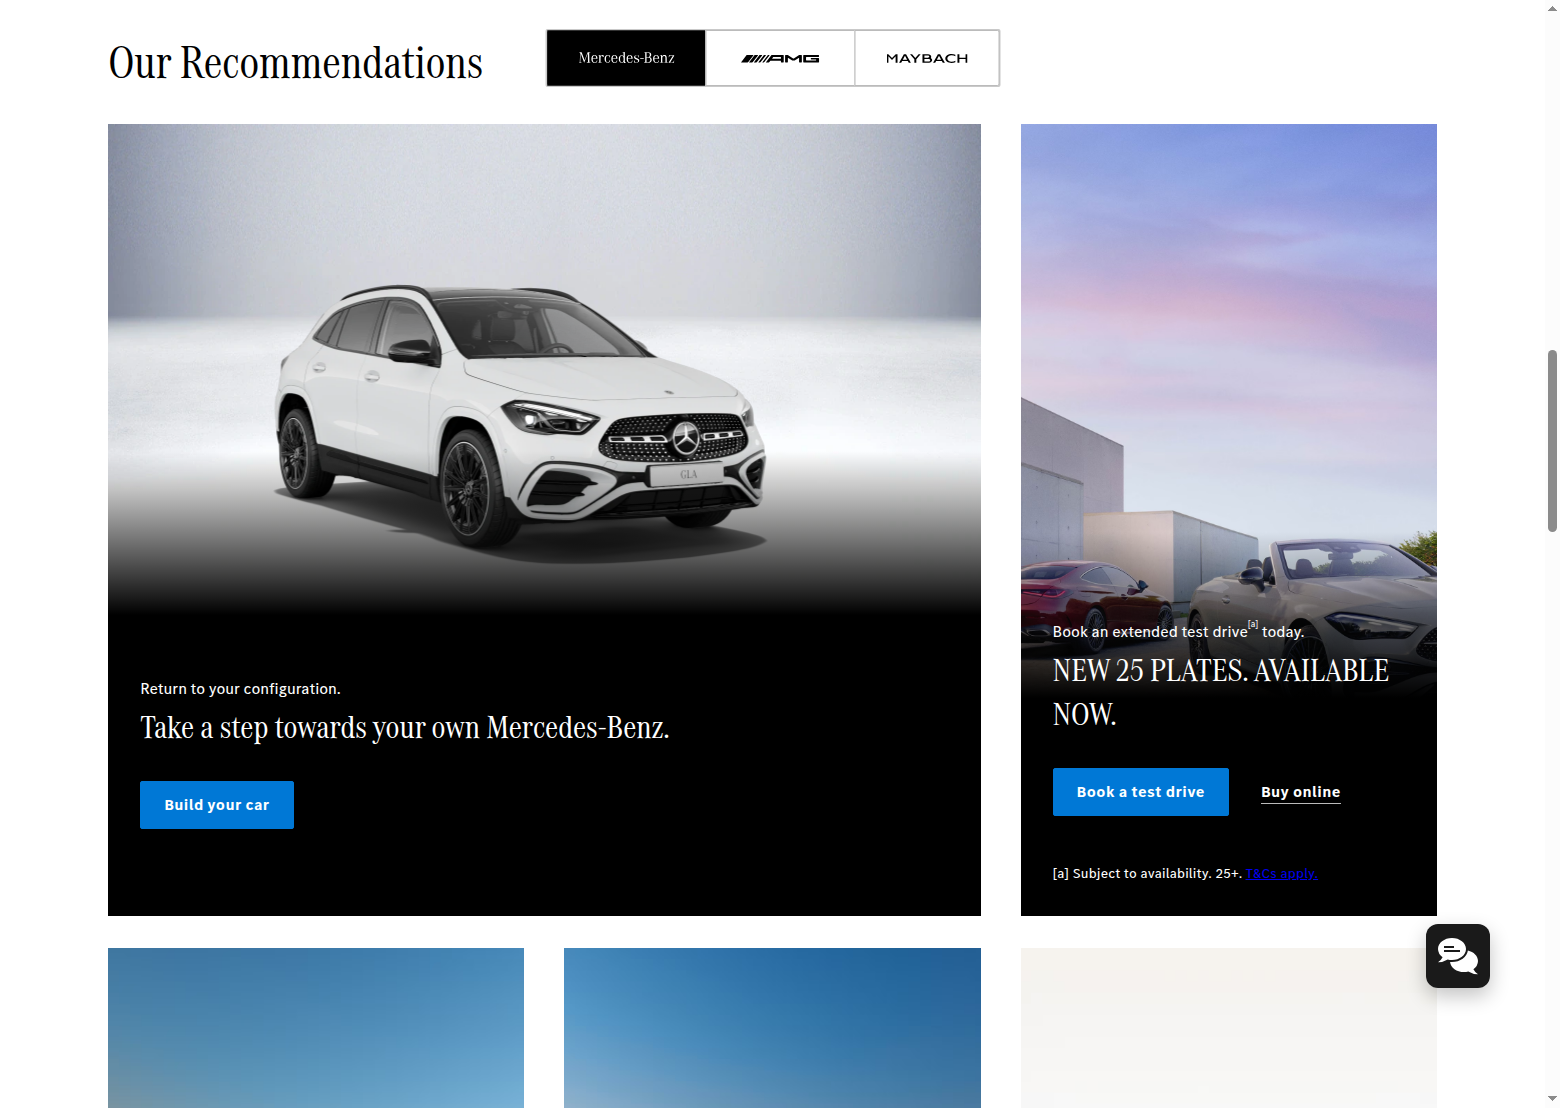 Our Recommendations
Mercedes-Benz
AMG
MAYBACH
GLA
Return to your configuration.
Take a step towards your own Mercedes-Benz.
Build your car
Book an extended test drive[a] today.
NEW 25 PLATES. AVAILABLE
NOW.
Book a test drive
Buy online
[a] Subject to availability. 25+. T&Cs apply.